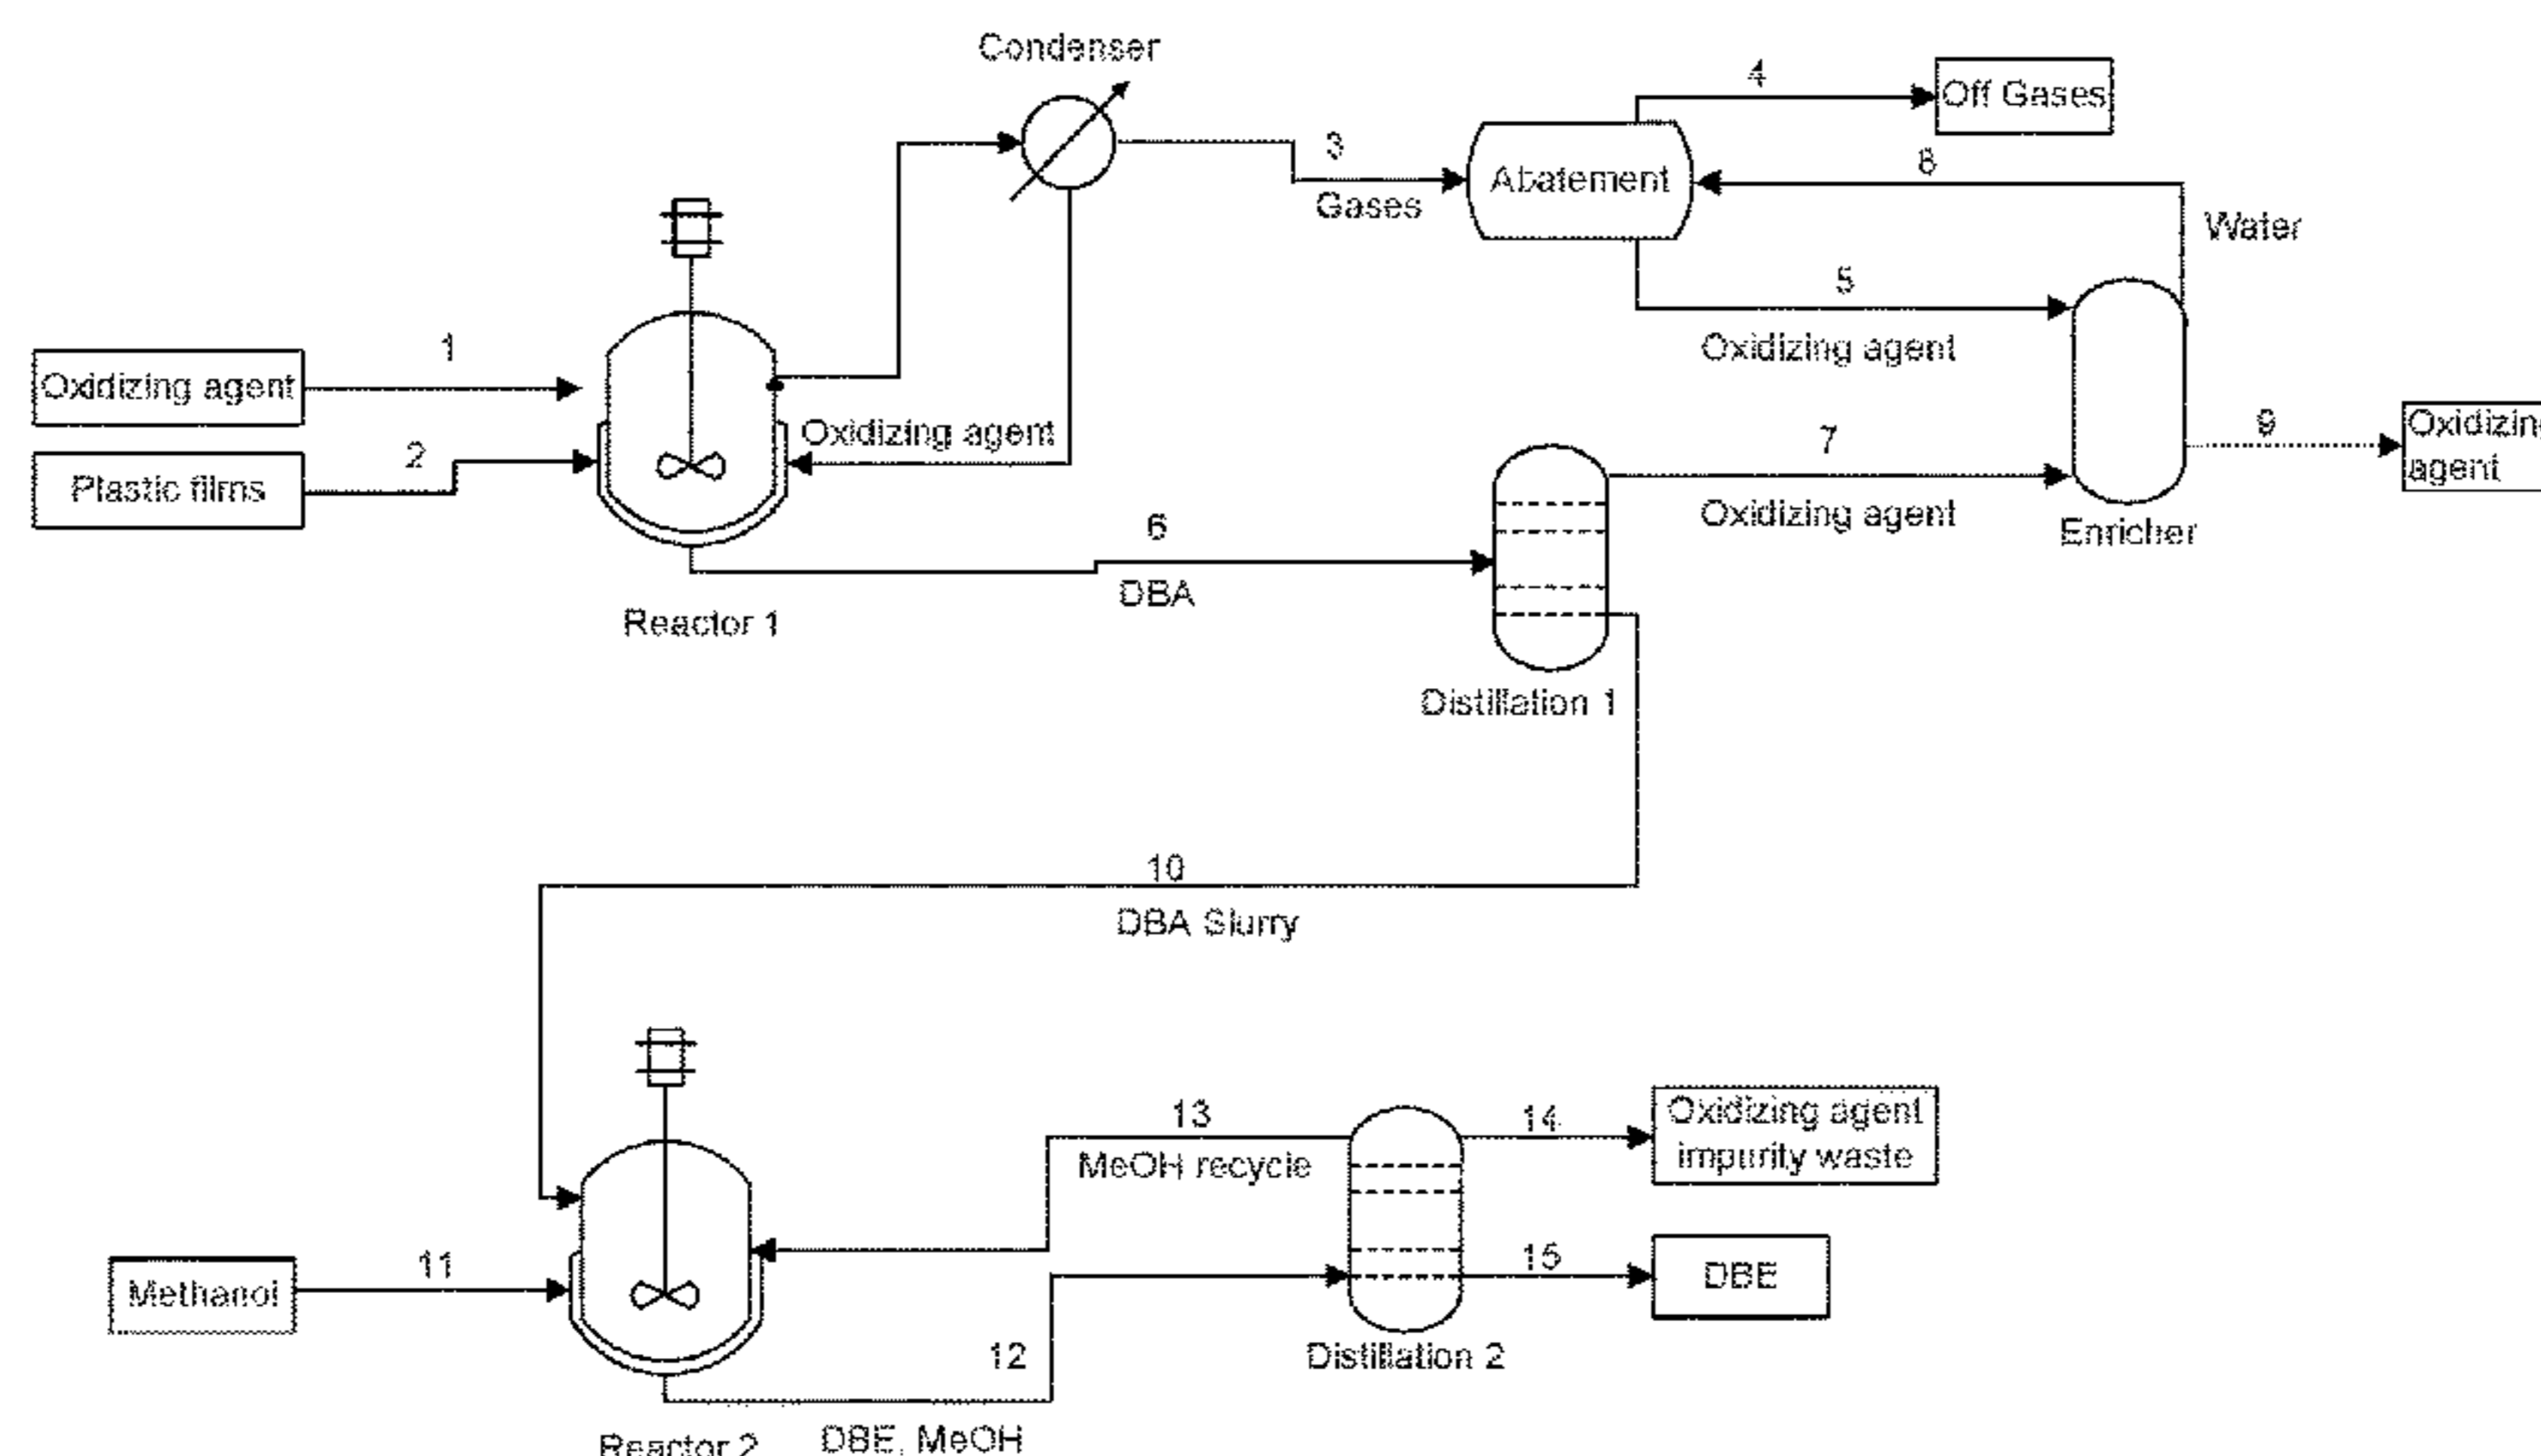 Condenser
4
Off Gases
3
Gases
Abatement
8
Water
1
Oxidizing agent
5
Oxidizing agent
2
Plastic films
Oxidizing agent
7
Oxidizing agent
9
Oxidizing
agent
Enricher
6
DBA
Reactor 1
Distillation 1
10
DBA Slurry
13
MeOH recycle
14
Oxidizing agent
impurity waste
11
Methanol
15
DBE
12
Distillation 2
Reactor 2
DBE, MeOH